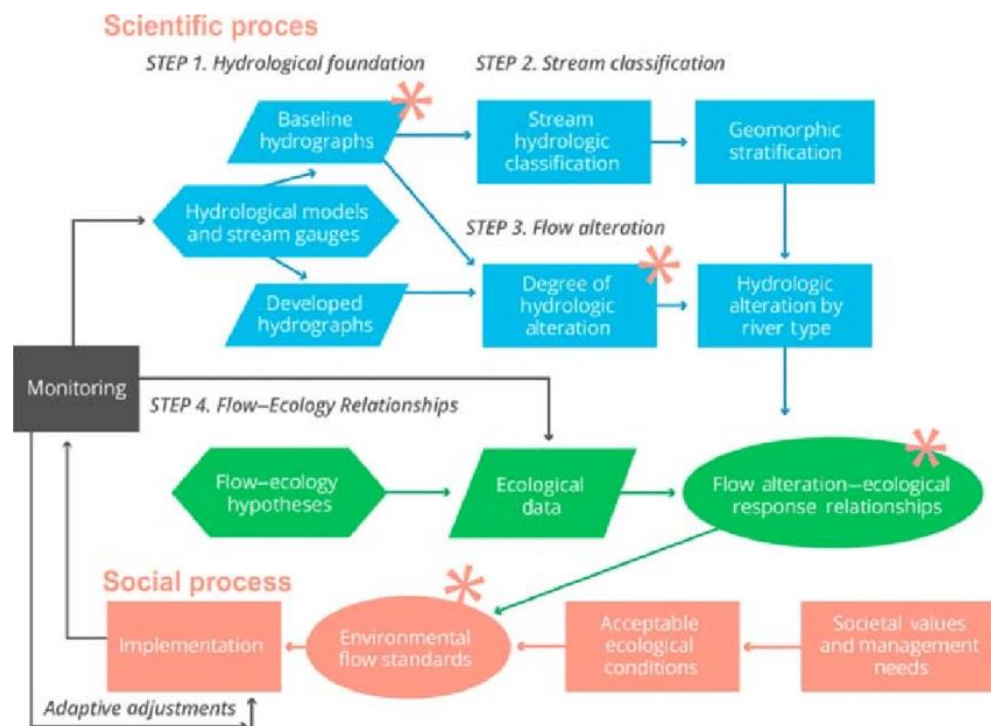 Scientific proces
STEP 1. Hydrological foundation
STEP 2. Stream classification
Baseline
hydrographs
Stream
hydrologic
classification
Geomorphic
stratification
Hydrological models
and stream gauges
STEP 3. Flow alteration
Developed
hydrographs
Degree of
hydrologic
alteration
Hydrologic
alteration by
river type
Monitoring
STEP 4. Flow—Ecology Relationships
Flow—ecology
hypotheses
Ecological
data
Flow alteration—ecological
response relationships
Social process
Implementation
Environmental
flow standards
Acceptable
ecological
conditions
Societal values
and management
needs
Adaptive adjustments